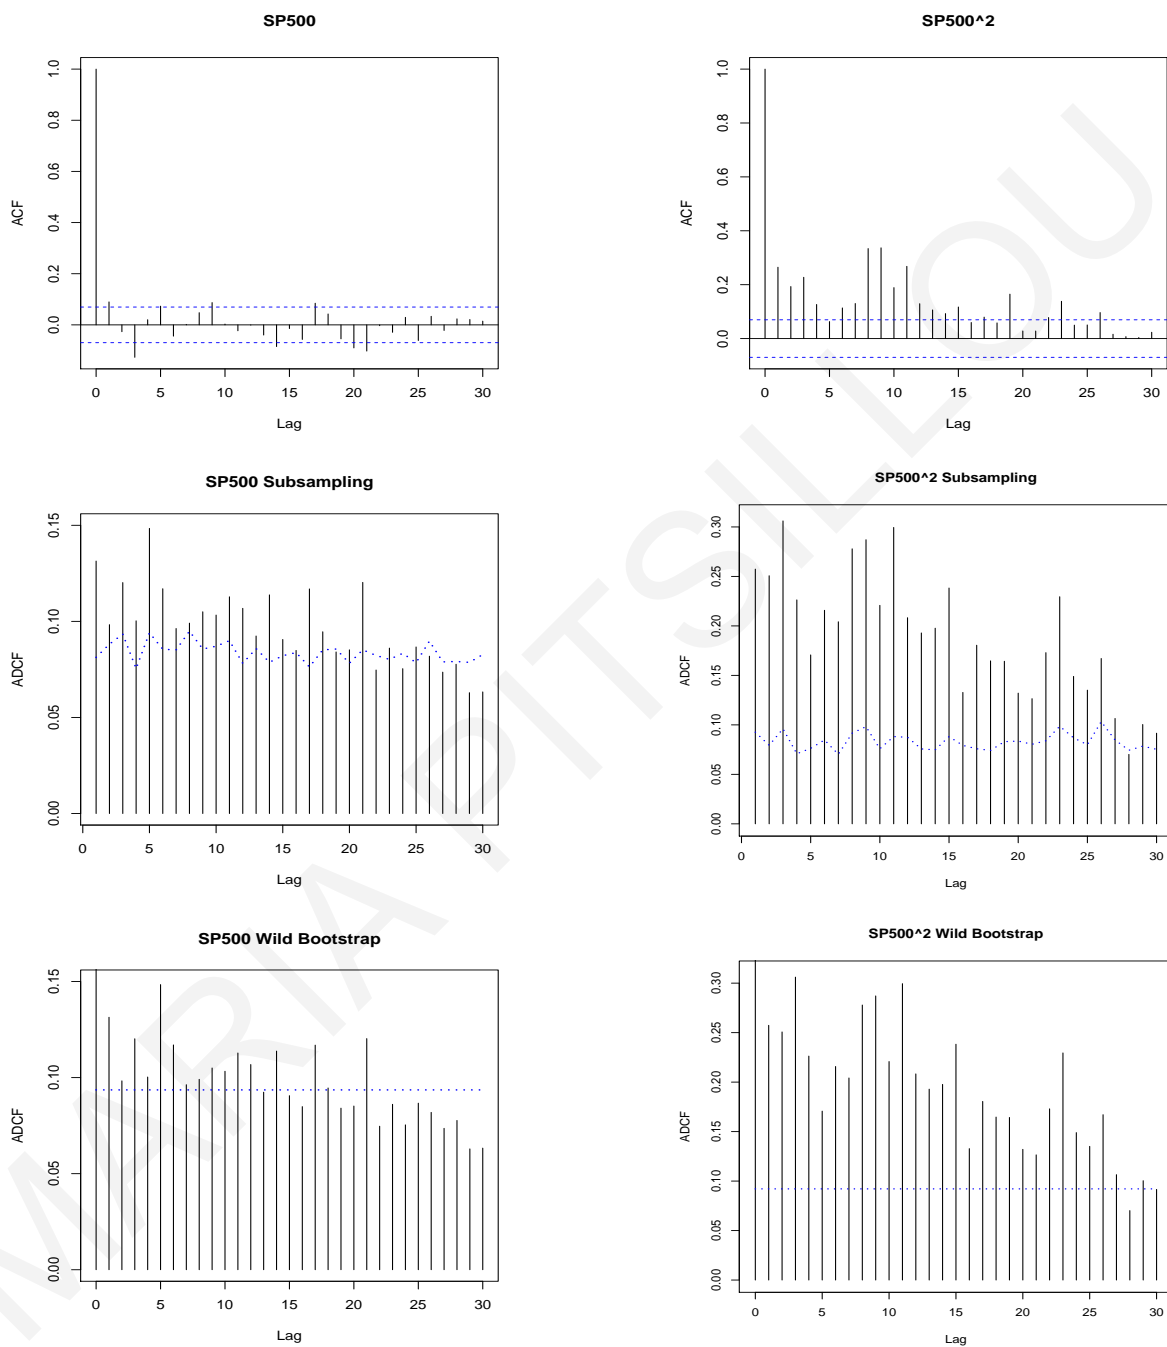 SP500
ACF
0.0 0.2 0.4 0.6 0.8 1.0
0 5 10 15 20 25 30
Lag
SP500^2
ACF
0.0 0.2 0.4 0.6 0.8 1.0
0 5 10 15 20 25 30
Lag
SP500 Subsampling
ADCF
0.00 0.05 0.10 0.15
0 5 10 15 20 25 30
Lag
SP500^2 Subsampling
ADCF
0.00 0.05 0.10 0.15 0.20 0.25 0.30
0 5 10 15 20 25 30
Lag
SP500 Wild Bootstrap
ADCF
0.00 0.05 0.10 0.15
0 5 10 15 20 25 30
Lag
SP500^2 Wild Bootstrap
ADCF
0.00 0.05 0.10 0.15 0.20 0.25 0.30
0 5 10 15 20 25 30
Lag
MARIA PITSILLOU